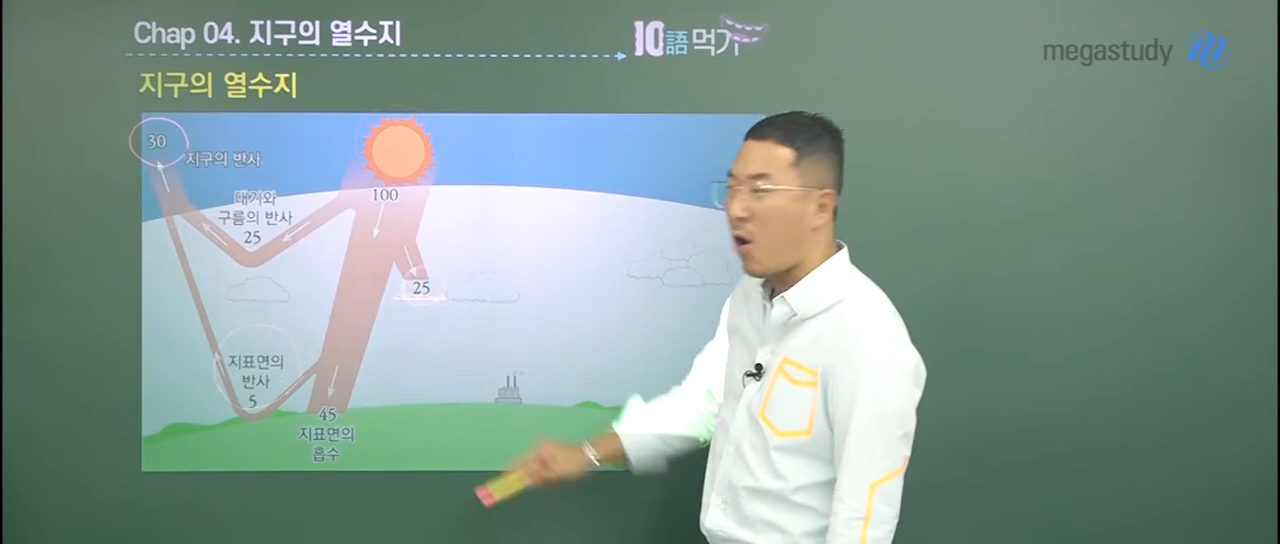 Chap 04. 지구의 열수지
10語먹기
megastudy
지구의 열수지
30
지구의 반사
100
대기와
구름의 반사
25
25
지표면의
반사
5
45
지표면의
흡수